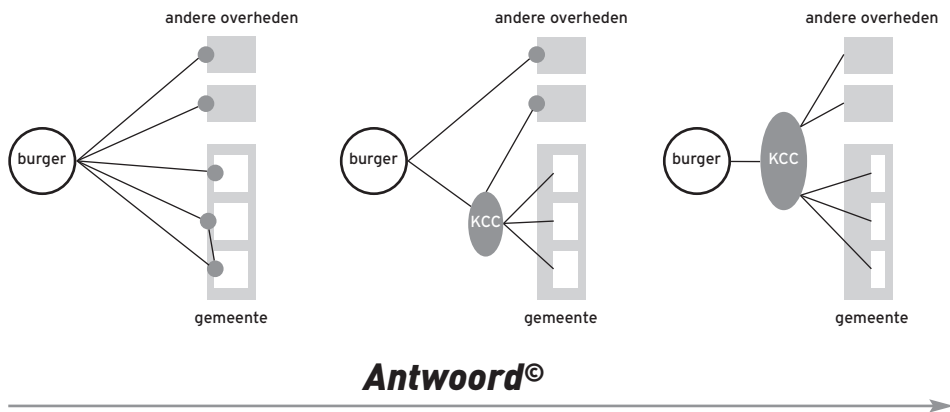 andere overheden
andere overheden
andere overheden
burger
burger
burger
KCC
KCC
gemeente
gemeente
gemeente
Antwoord©